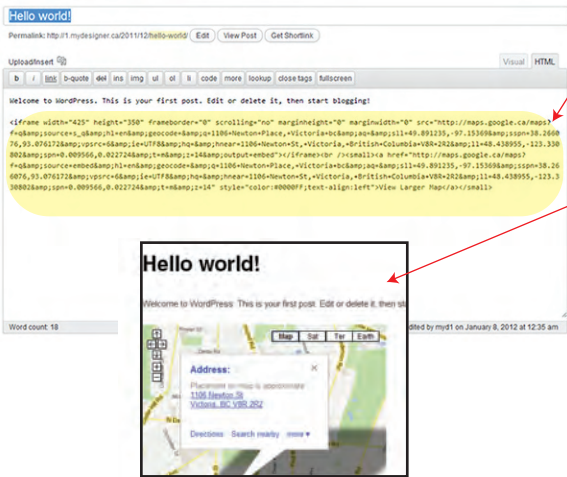 Hello world!
Permalink: http://1.mydesigner.ca/2011/12/hello-world/ Edit View Post Get Shortlink
Upload/Insert Visual HTML
b i link b-quote del ins img ul ol li code more lookup close tags fullscreen
Welcome to WordPress. This is your first post. Edit or delete it, then start blogging!
<iframe width="425" height="350" frameborder="0" scrolling="no" marginheight="0" marginwidth="0" src="http://maps.google.ca/maps?
f=q&amp;source=s_q&amp;hl=en&amp;geocode=&amp;q=1106+Newton+Place,+Victoria+bc&amp;aq=&amp;sll=49.891235,-97.15369&amp;sspn=38.2660
76,93.076172&amp;vpsrc=6&amp;ie=UTF8&amp;hq=&amp;hnear=1106+Newton+St,+Victoria,+British+Columbia+V8R+2R2&amp;ll=48.438955,-123.330
802&amp;spn=0.009566,0.022724&amp;t=m&amp;z=14&amp;output=embed"></iframe><br /><small><a href="http://maps.google.ca/maps?
f=q&amp;source=embed&amp;hl=en&amp;geocode=&amp;q=1106+Newton+Place,+Victoria+bc&amp;aq=&amp;sll=49.891235,-97.15369&amp;sspn=38.26
6076,93.076172&amp;vpsrc=6&amp;ie=UTF8&amp;hq=&amp;hnear=1106+Newton+St,+Victoria,+British+Columbia+V8R+2R2&amp;ll=48.438955,-123.3
30802&amp;spn=0.009566,0.022724&amp;t=m&amp;z=14" style="color:#0000FF;text-align:left">View Larger Map</a></small>
Hello world!
Welcome to WordPress. This is your first post. Edit or delete it, then sta
Word count: 18 dited by myd1 on January 8, 2012 at 12:35 am
Map Sat Ter Earth
Address:
Placement on map is approximate
1106 Newton St
Victoria, BC V8R 2R2
Directions Search nearby more